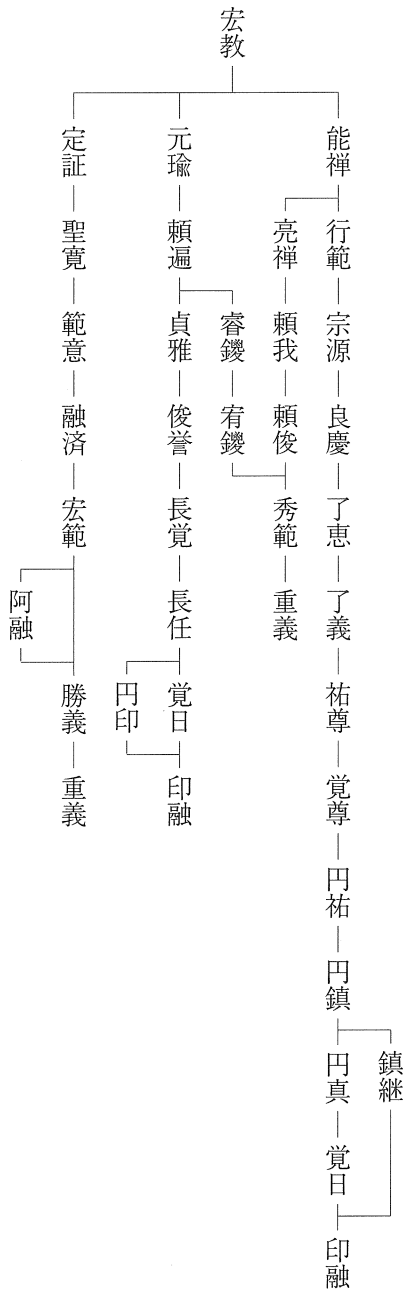 宏教
能禅
行範
宗源
良慶
了恵
了義
祐尊
覚尊
円祐
円鎮
鎮継
円真
覚日
印融
亮禅
頼我
頼俊
秀範
重義
元瑜
頼遍
睿鑁
宥鑁
貞雅
俊誉
長覚
長任
覚日
円印
印融
定証
聖寛
範意
融済
宏範
阿融
勝義
重義